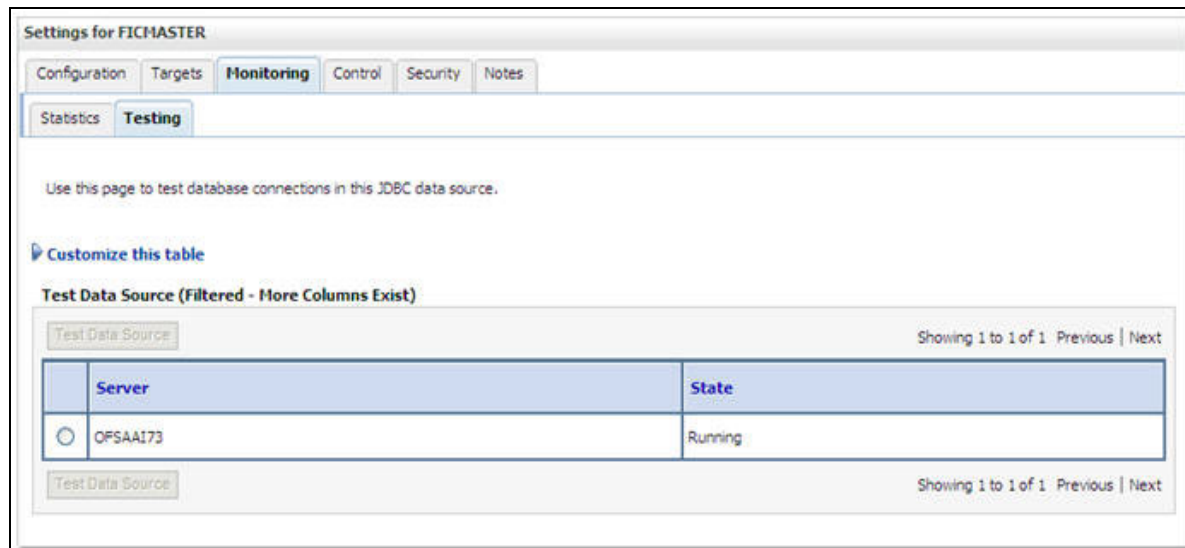 Settings for FICMASTER
Configuration Targets Monitoring Control Security Notes
Statistics Testing
Use this page to test database connections in this JDBC data source.
Customize this table
Test Data Source (Filtered - More Columns Exist)
Test Data Source Showing 1 to 1 of 1 Previous | Next
Server State
OFSAAI73 Running
Test Data Source Showing 1 to 1 of 1 Previous | Next